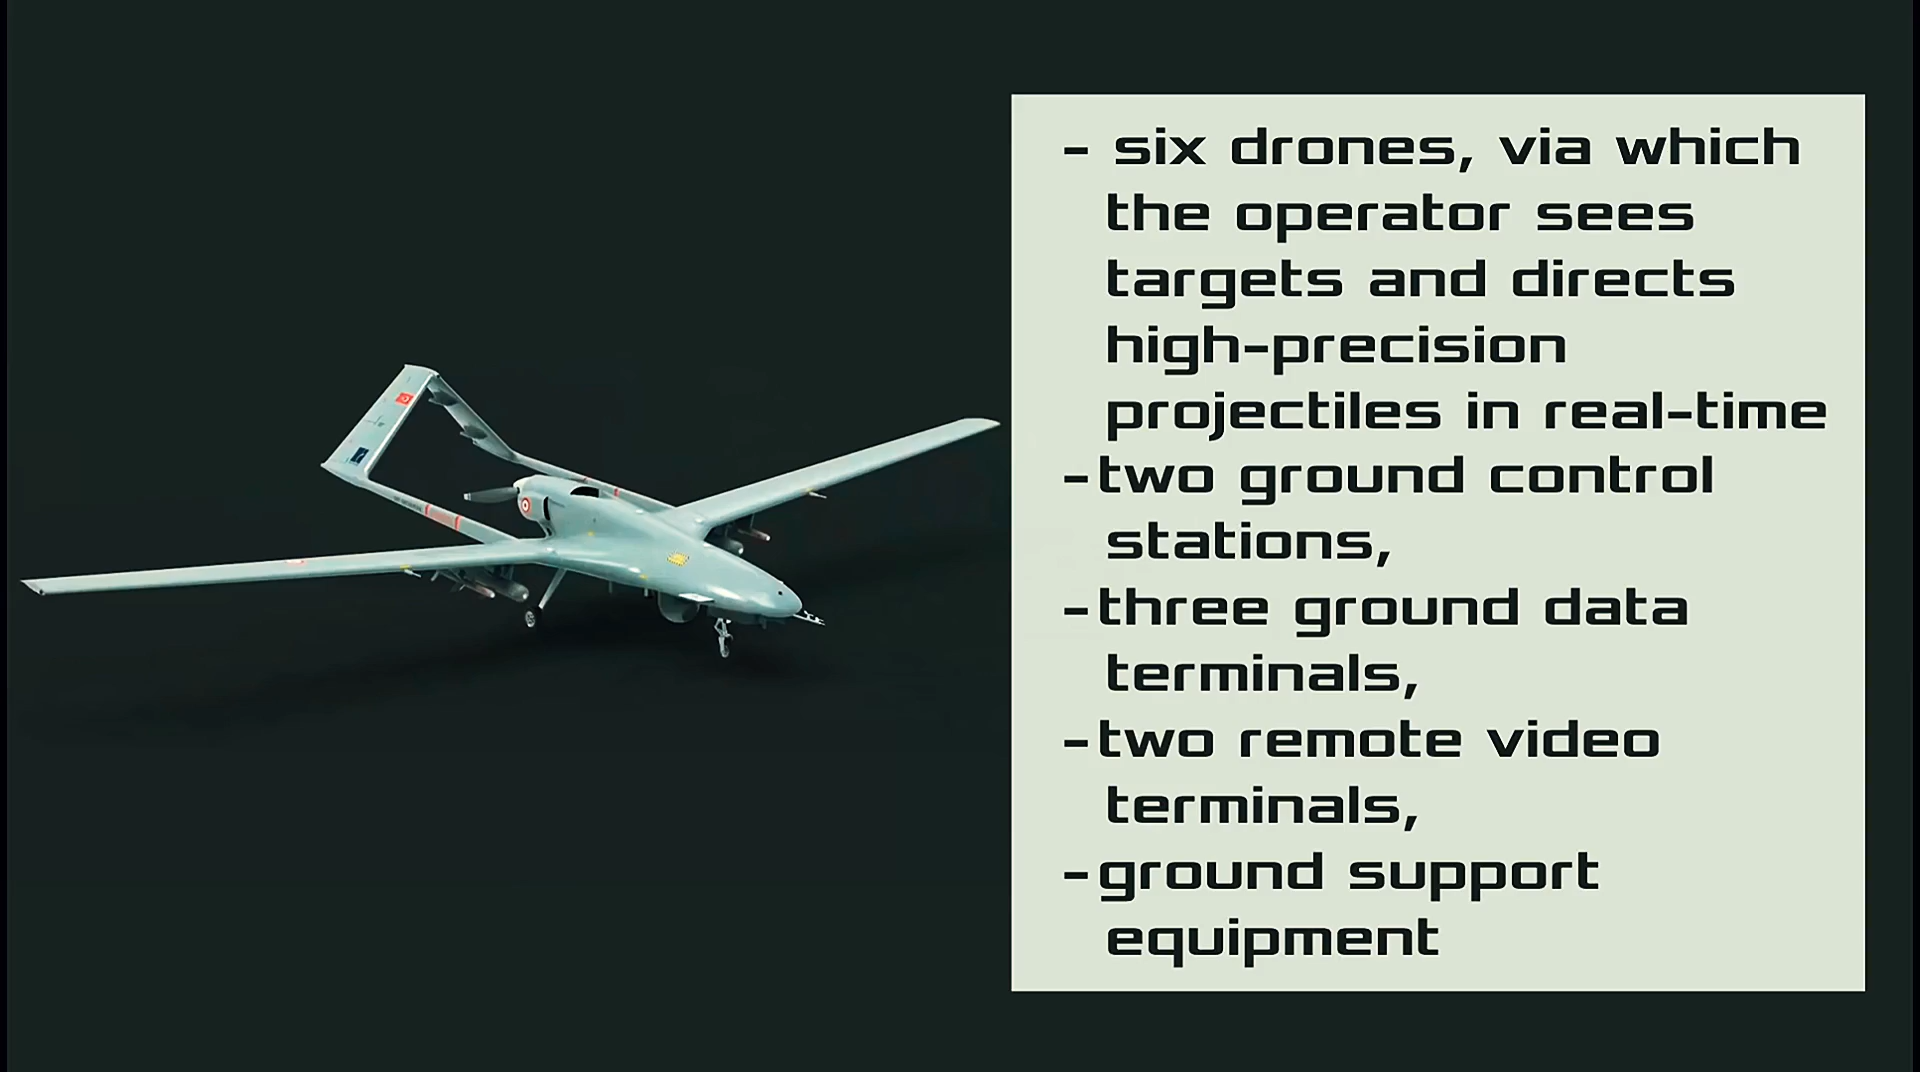 - six drones, via which
the operator sees
targets and directs
high-precision
projectiles in real-time
-two ground control
stations,
-three ground data
terminals,
-two remote video
terminals,
-ground support
equipment